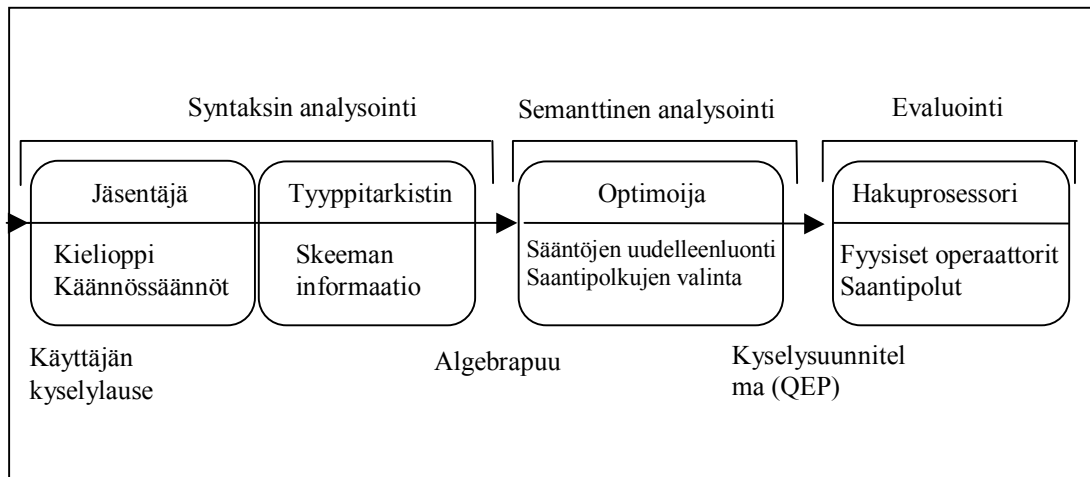 Syntaksin analysointi
Semanttinen analysointi
Evaluointi
Jäsentäjä
Tyyppitarkistin
Optimoija
Hakuprosessori
Kielioppi
Käännössäännöt
Skeeman
informaatio
Sääntöjen uudelleenluonti
Saantipolkujen valinta
Fyysiset operaattorit
Saantipolut
Käyttäjän
kyselylause
Algebrapuu
Kyselysuunnitel
ma (QEP)